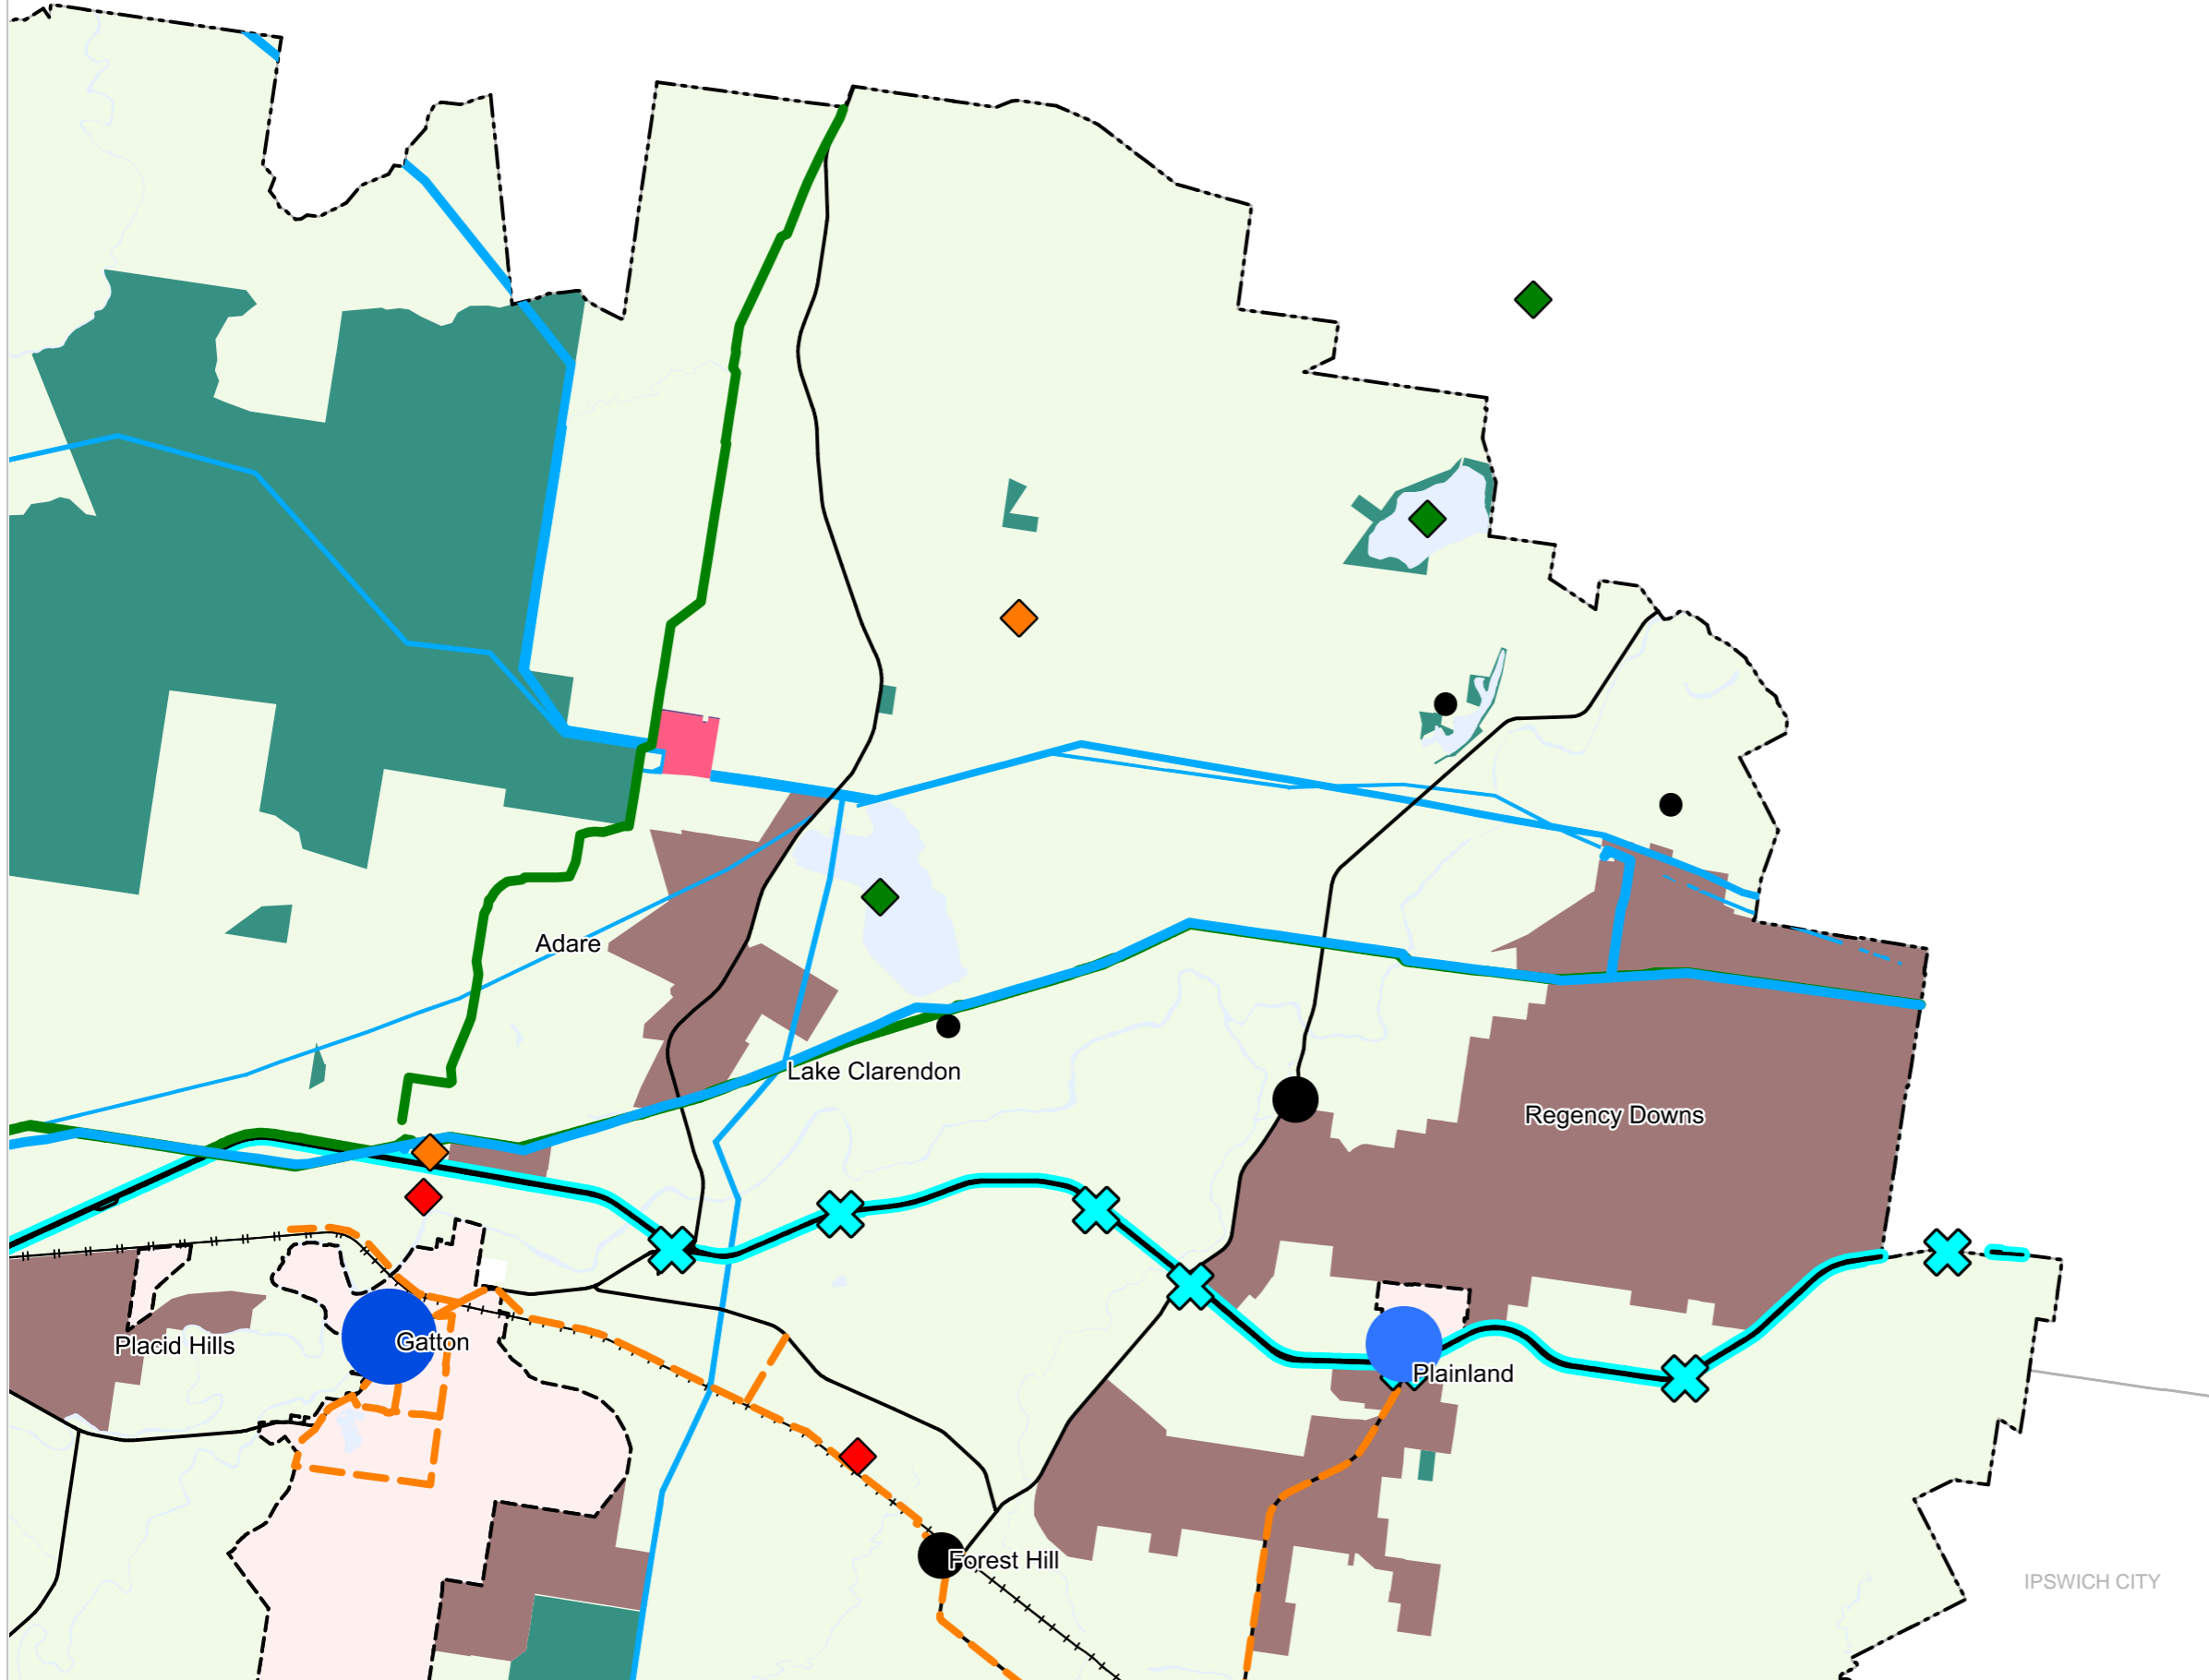 Adare
Lake Clarendon
Regency Downs
Placid Hills
Gatton
Plainland
Forest Hill
IPSWICH CITY